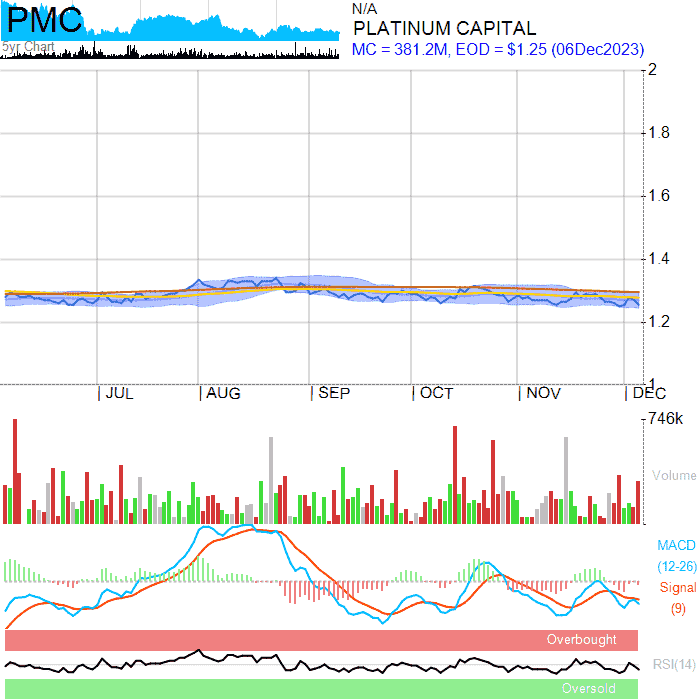 PMC
5yr Chart
N/A
PLATINUM CAPITAL
MC = 381.2M, EOD = $1.25 (06Dec2023)
2
1.8
1.6
1.4
1.2
1
JUL
AUG
SEP
OCT
NOV
DEC
746k
Volume
MACD
(12-26)
Signal
(9)
Overbought
RSI(14)
Oversold